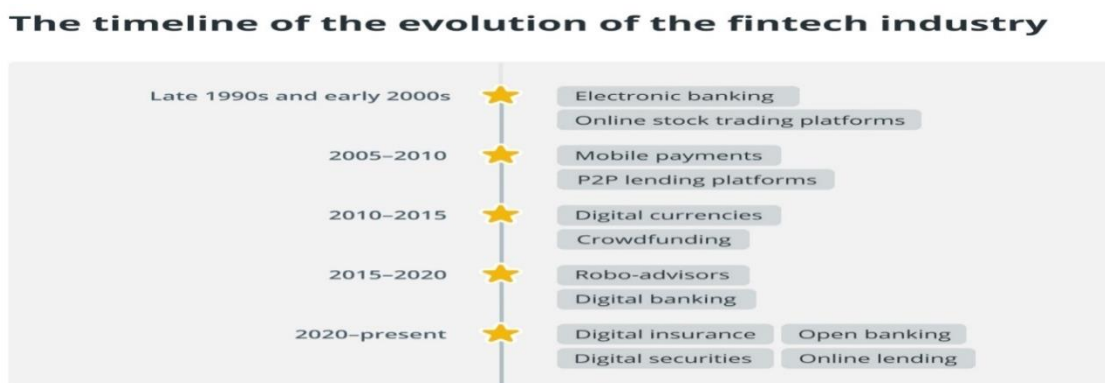 The timeline of the evolution of the fintech industry
Late 1990s and early 2000s
Electronic banking
Online stock trading platforms
2005–2010
Mobile payments
P2P lending platforms
2010–2015
Digital currencies
Crowdfunding
2015–2020
Robo-advisors
Digital banking
2020–present
Digital insurance Open banking
Digital securities Online lending